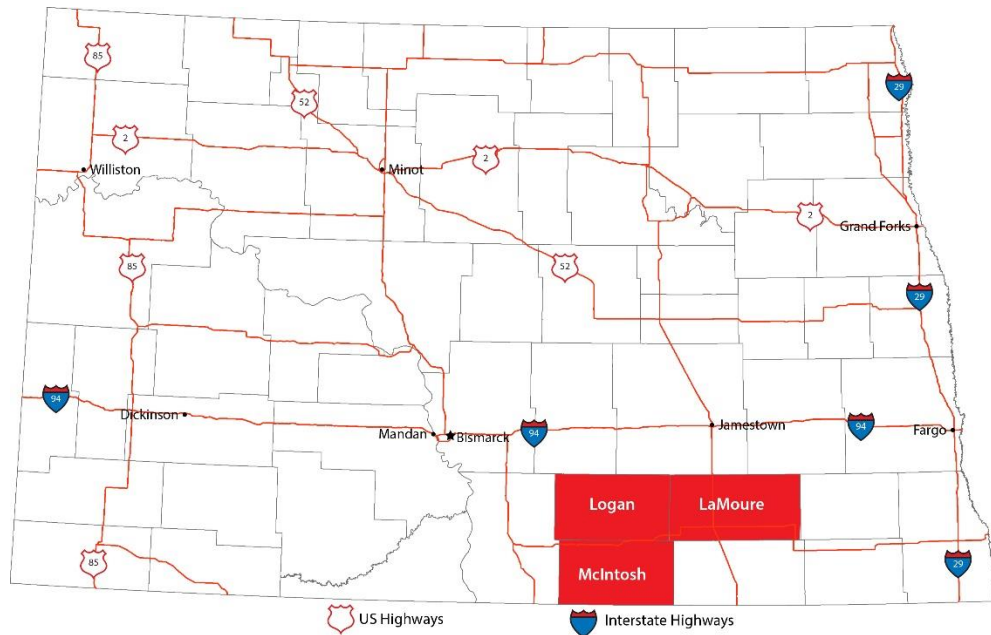 85
29
52
2
2
Williston
Minot
2
Grand Forks
85
52
29
94
Dickinson
Mandan
Bismarck
94
Jamestown
94
Fargo
Logan
LaMoure
McIntosh
85
29
US Highways
Interstate Highways